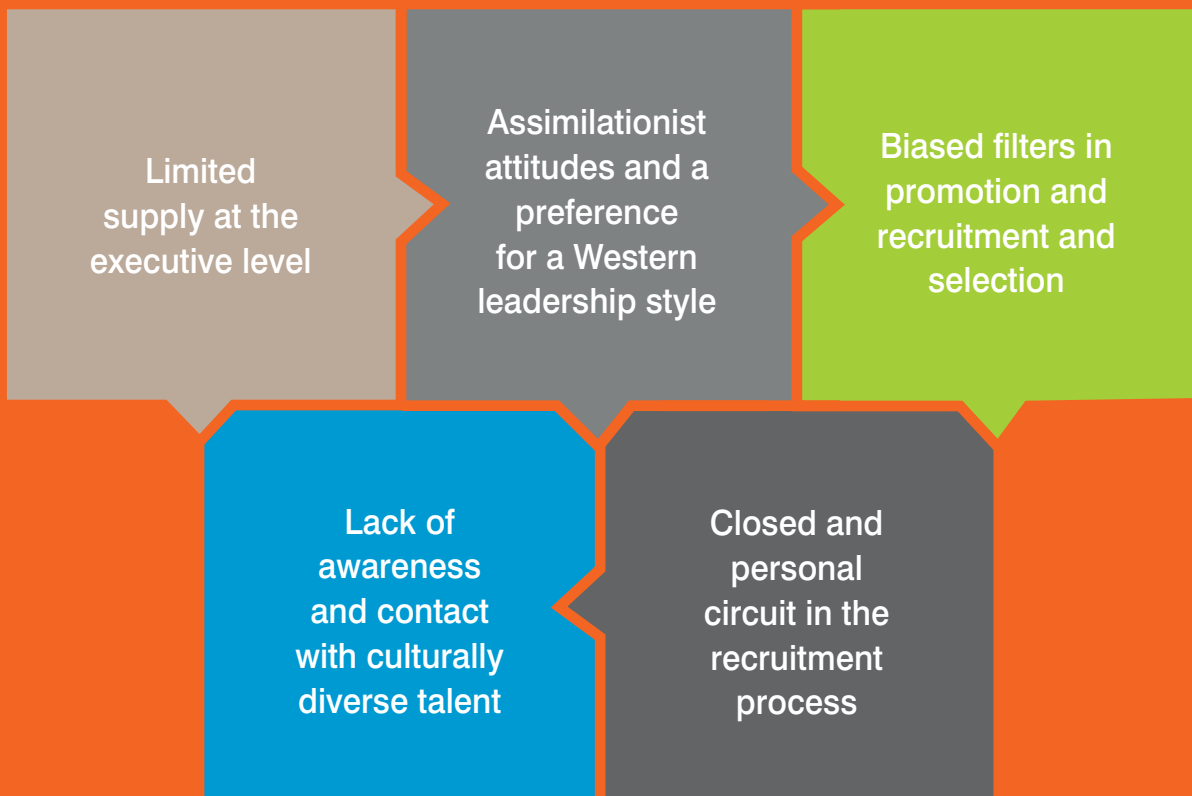 Limited
supply at the
executive level
Assimilationist
attitudes and a
preference
for a Western
leadership style
Biased filters in
promotion and
recruitment and
selection
Lack of
awareness
and contact
with culturally
diverse talent
Closed and
personal
circuit in the
recruitment
process